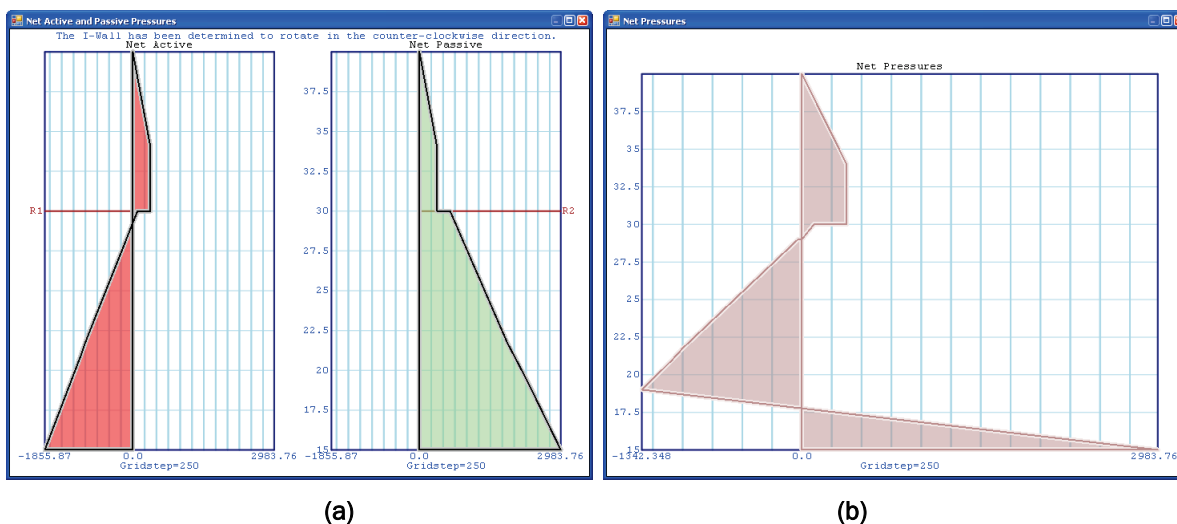 Net Active and Passive Pressures
The I-Wall has been determined to rotate in the counter-clockwise direction.
Net Active
Net Passive
37.5
35
32.5
R1
30
R2
27.5
25
22.5
20
17.5
15
-1855.87
0.0
2983.76
-1855.87
0.0
2983.76
Gridstep=250
Gridstep=250
(a)
Net Pressures
Net Pressures
37.5
35
32.5
30
27.5
25
22.5
20
17.5
15
-1342.348
0.0
2983.76
Gridstep=250
(b)